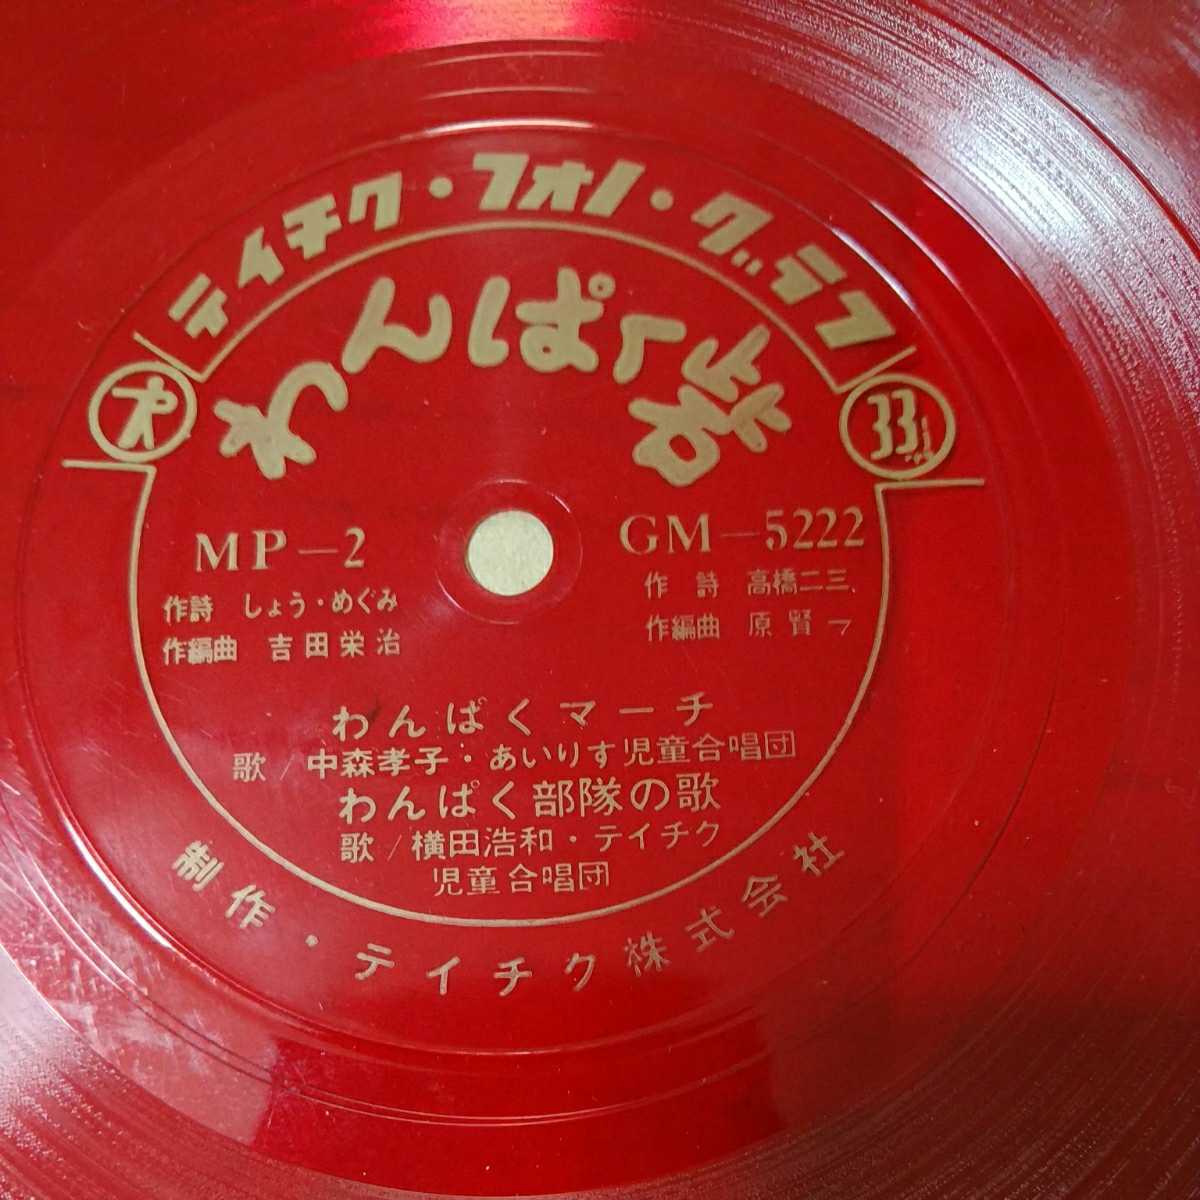 テイチク・フォノ・グラフ
わんぱく砦
33
MP-2
GM-5222
作詩 しょう・めぐみ
作編曲 吉田栄治
作詩 高橋二三
作編曲 原賢一
わんぱくマーチ
歌/中森孝子・あいりす児童合唱団
わんぱく部隊の歌
歌/横田浩和・テイチク
児童合唱団
制作・テイチク株式会社